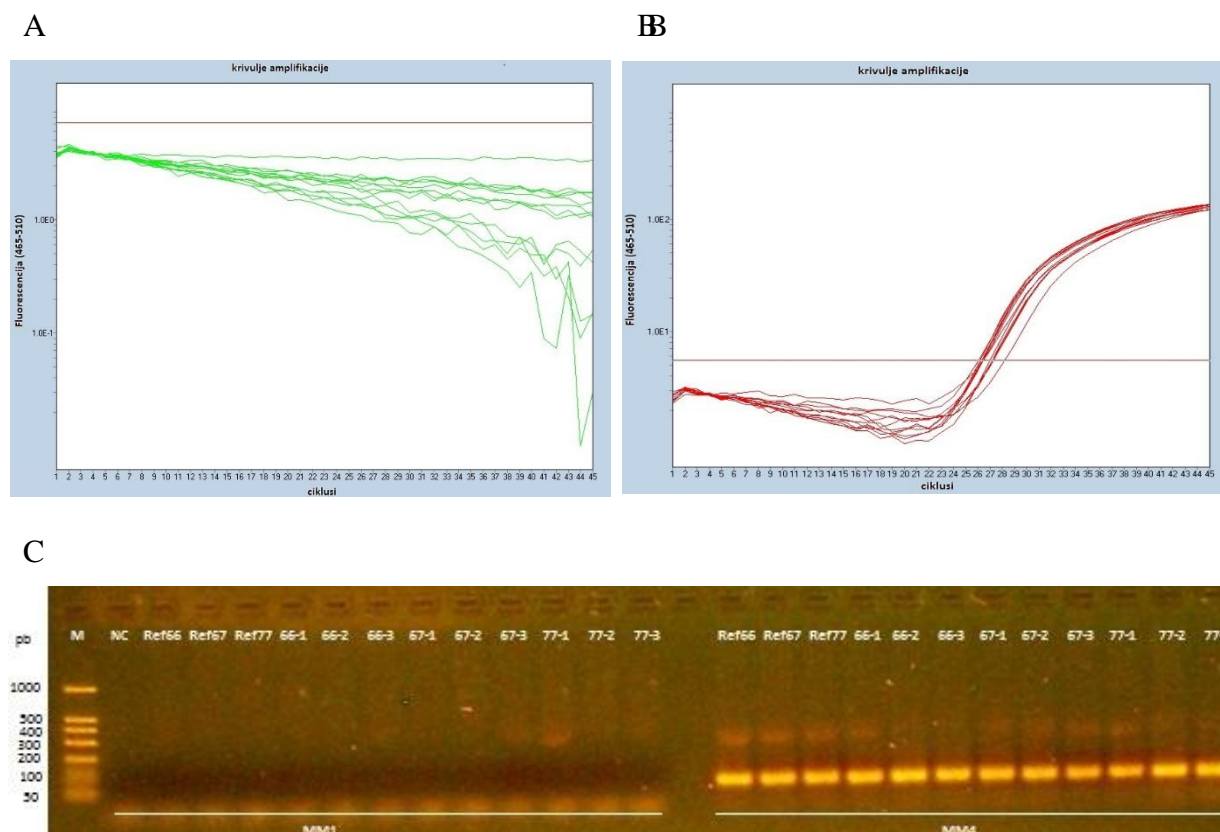 A
BB
krivulje amplifikacije
krivulje amplifikacije
Fluorescencija (465-510)
1.0E0
1.0E-1
1 2 3 4 5 6 7 8 9 10 11 12 13 14 15 16 17 18 19 20 21 22 23 24 25 26 27 28 29 30 31 32 33 34 35 36 37 38 39 40 41 42 43 44 45
ciklusi
Fluorescencija (465-510)
1.0E2
1.0E1
1 2 3 4 5 6 7 8 9 10 11 12 13 14 15 16 17 18 19 20 21 22 23 24 25 26 27 28 29 30 31 32 33 34 35 36 37 38 39 40 41 42 43 44 45
ciklusi
C
pb M NC Ref66 Ref67 Ref77 66-1 66-2 66-3 67-1 67-2 67-3 77-1 77-2 77-3 Ref66 Ref67 Ref77 66-1 66-2 66-3 67-1 67-2 67-3 77-1 77-2 77-
1000
500
400
300
200
100
50
MM1 MM4